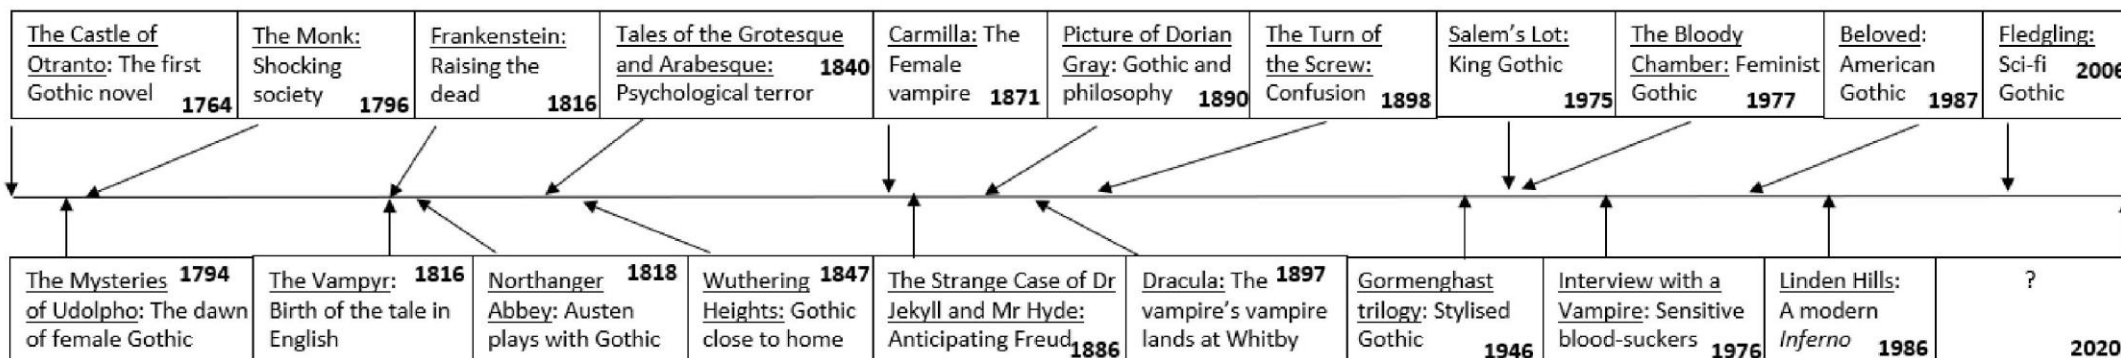 The Castle of
Otranto: The first
Gothic novel 1764
The Monk:
Shocking
society 1796
Frankenstein:
Raising the
dead 1816
Tales of the Grotesque
and Arabesque: 1840
Psychological terror
Carmilla: The
Female
vampire 1871
Picture of Dorian
Gray: Gothic and
philosophy 1890
The Turn of
the Screw:
Confusion 1898
Salem's Lot:
King Gothic
1975
The Bloody
Chamber: Feminist
Gothic 1977
Beloved:
American
Gothic 1987
Fledgling:
Sci-fi 2006
Gothic
The Mysteries 1794
of Udolpho: The dawn
of female Gothic
The Vampyr: 1816
Birth of the tale in
English
Northanger 1818
Abbey: Austen
plays with Gothic
Wuthering 1847
Heights: Gothic
close to home
The Strange Case of Dr
Jekyll and Mr Hyde:
Anticipating Freud 1886
Dracula: The 1897
vampire's vampire
lands at Whitby
Gormenghast
trilogy: Stylised
Gothic 1946
Interview with a
Vampire: Sensitive
blood-suckers 1976
Linden Hills:
A modern
Inferno 1986
?
2020